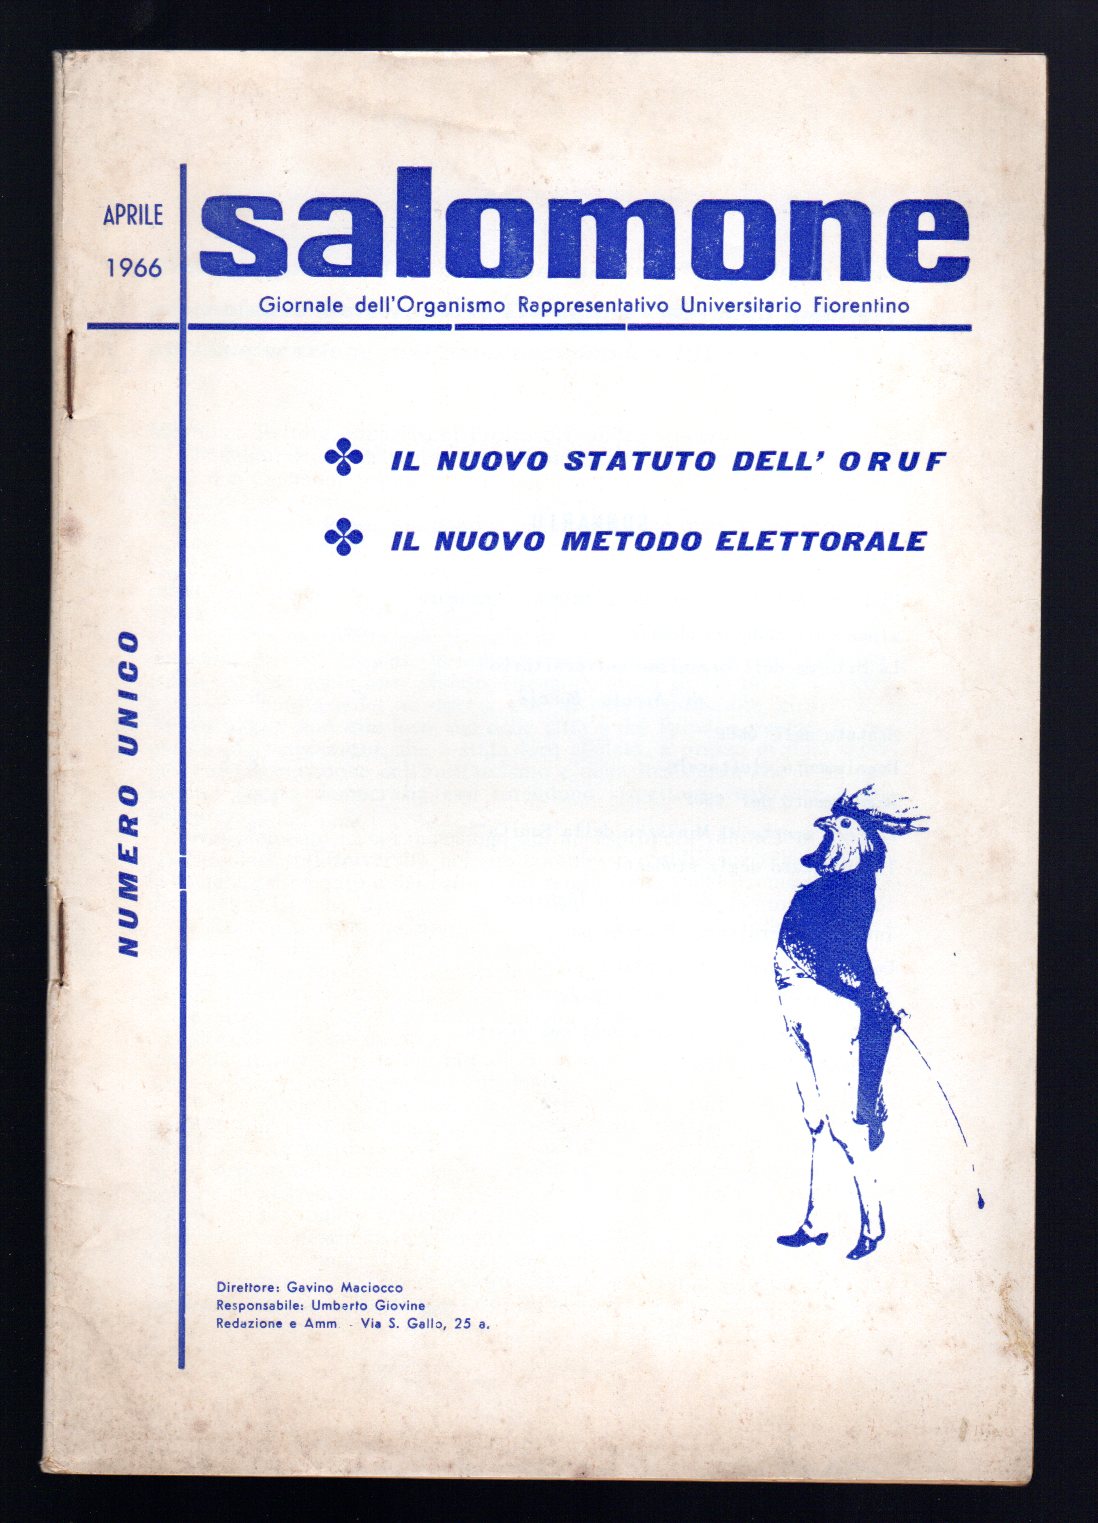 APRILE
1966
salomone
Giornale dell'Organismo Rappresentativo Universitario Fiorentino
IL NUOVO STATUTO DELL' ORUF
IL NUOVO METODO ELETTORALE
NUMERO UNICO
Direttore: Gavino Maciocco
Responsabile: Umberto Giovine
Redazione e Amm. - Via S. Gallo, 25 a.